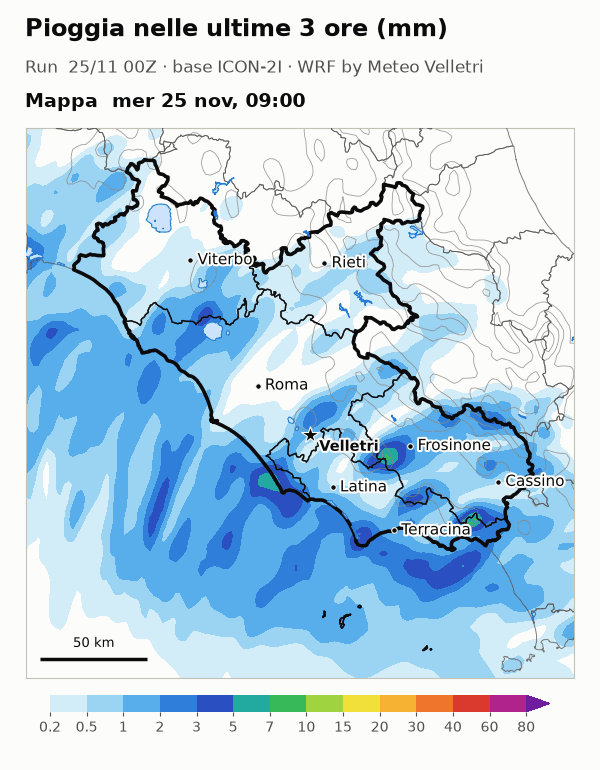 Pioggia nelle ultime 3 ore (mm)
Run  25/11 00Z · base ICON-2I · WRF by Meteo Velletri
Mappa  mer 25 nov, 09:00
Viterbo
Rieti
Roma
Velletri
Frosinone
Latina
Cassino
Terracina
50 km
0.2 0.5 1 2 3 5 7 10 15 20 30 40 60 80